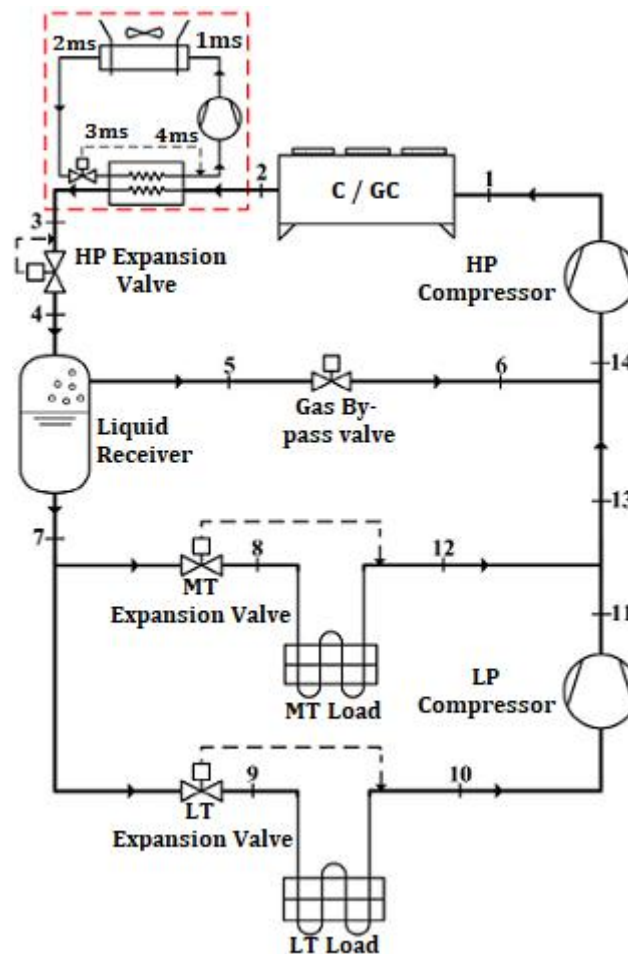 2ms
1ms
3ms
4ms
2
C / GC
1
3
HP Expansion
Valve
HP
Compressor
4
14
5
6
Gas By-
pass valve
Liquid
Receiver
13
7
8
12
MT
Expansion Valve
11
MT Load
LP
Compressor
9
10
LT
Expansion Valve
LT Load